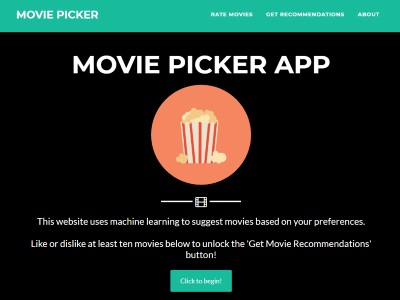 MOVIE PICKER
RATE MOVIES
GET RECOMMENDATIONS
ABOUT
MOVIE PICKER APP
This website uses machine learning to suggest movies based on your preferences.
Like or dislike at least ten movies below to unlock the 'Get Movie Recommendations'
button!
Click to begin!